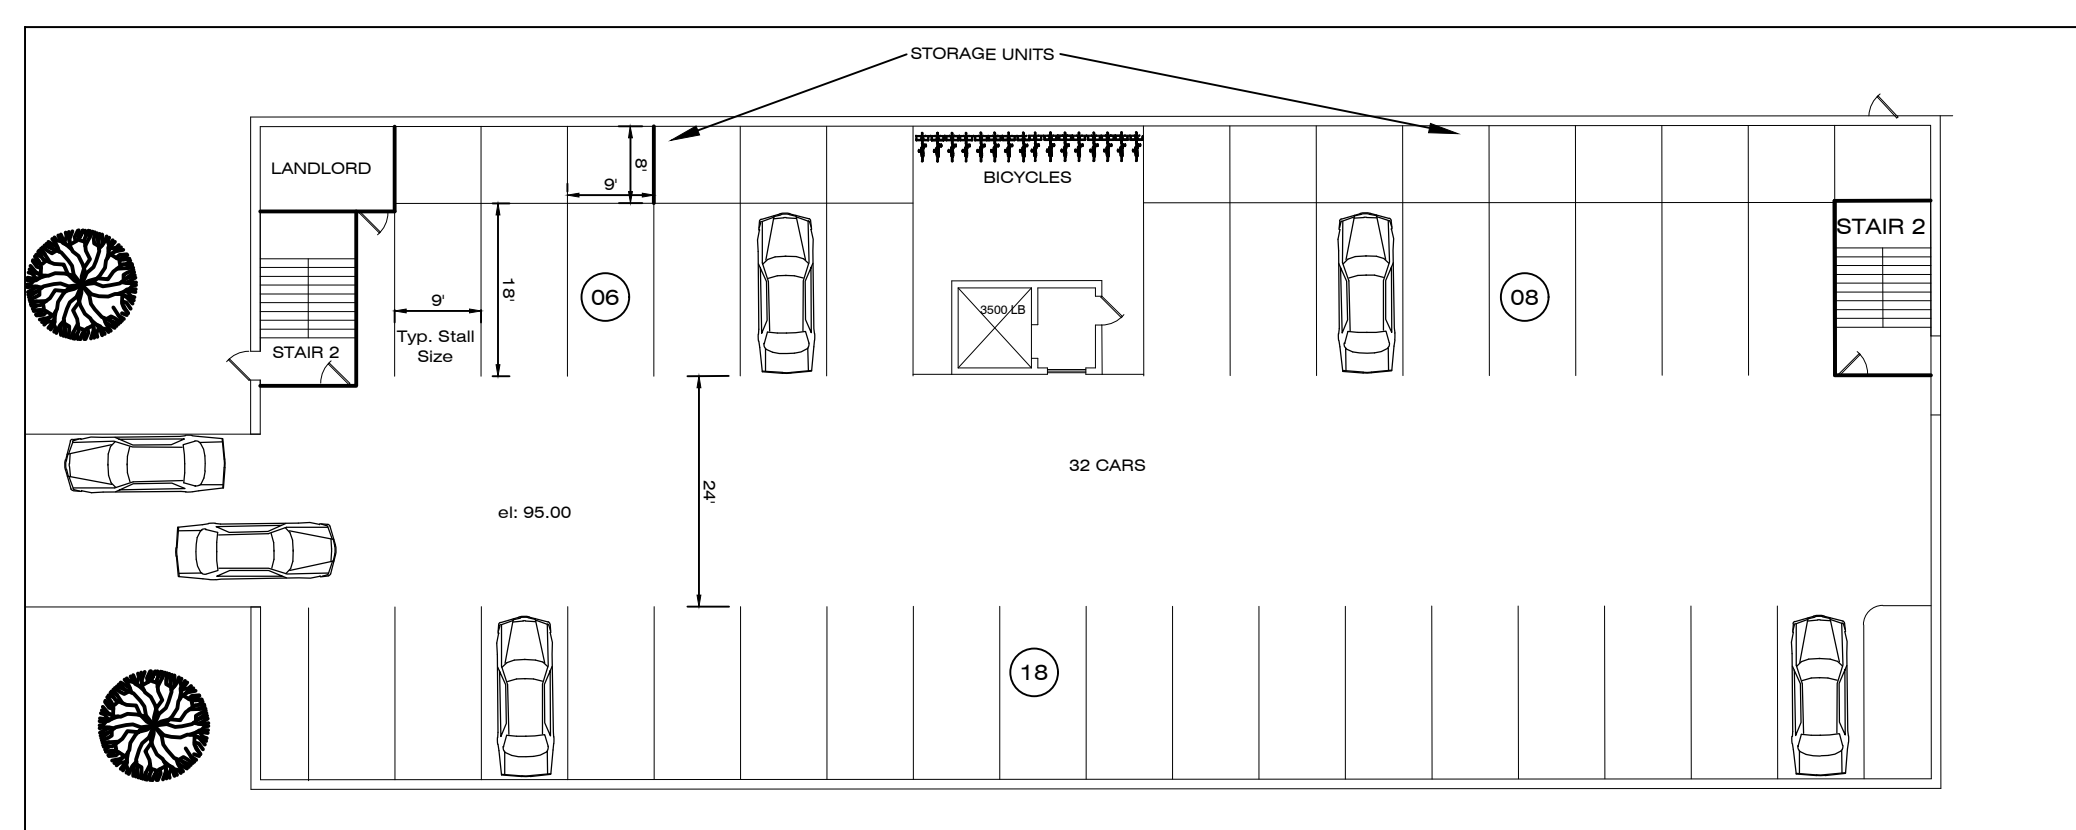 STORAGE UNITS
LANDLORD
8'
9'
BICYCLES
STAIR 2
18'
9'
06
3500 LB
08
Typ. Stall
Size
STAIR 2
32 CARS
24'
el: 95.00
18